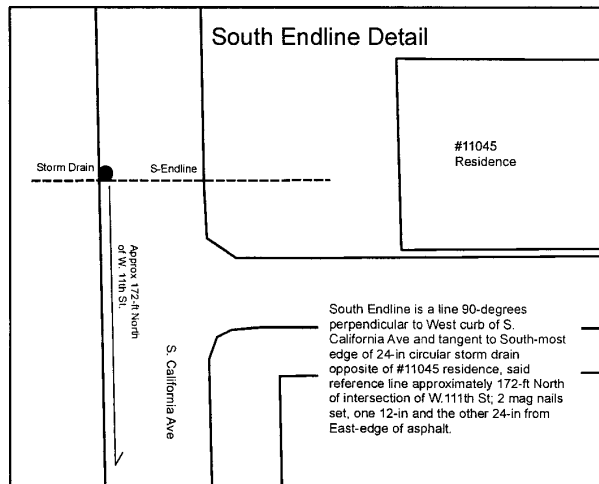 South Endline Detail
#11045
Residence
Storm Drain
S-Endline
Approx 172-ft North
of W. 11th St.
S. California Ave
South Endline is a line 90-degrees
perpendicular to West curb of S.
California Ave and tangent to South-most
edge of 24-in circular storm drain
opposite of #11045 residence, said
reference line approximately 172-ft North
of intersection of W.111th St; 2 mag nails
set, one 12-in and the other 24-in from
East-edge of asphalt.